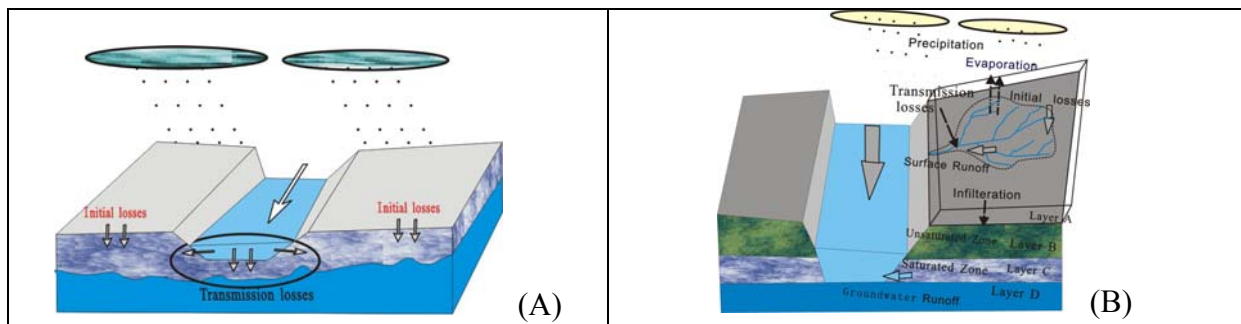 Initial losses
Initial losses
Transmission losses
(A)
Precipitation
Evaporation
Transmission
losses
Initial losses
Surface Runoff
Infilteration
Layer A
Unsaturated Zone
Layer B
Saturated Zone
Layer C
Groundwater Runoff
Layer D
(B)